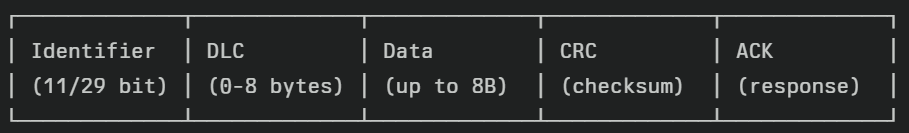 Identifier DLC Data CRC ACK
(11/29 bit) (0-8 bytes) (up to 8B) (checksum) (response)